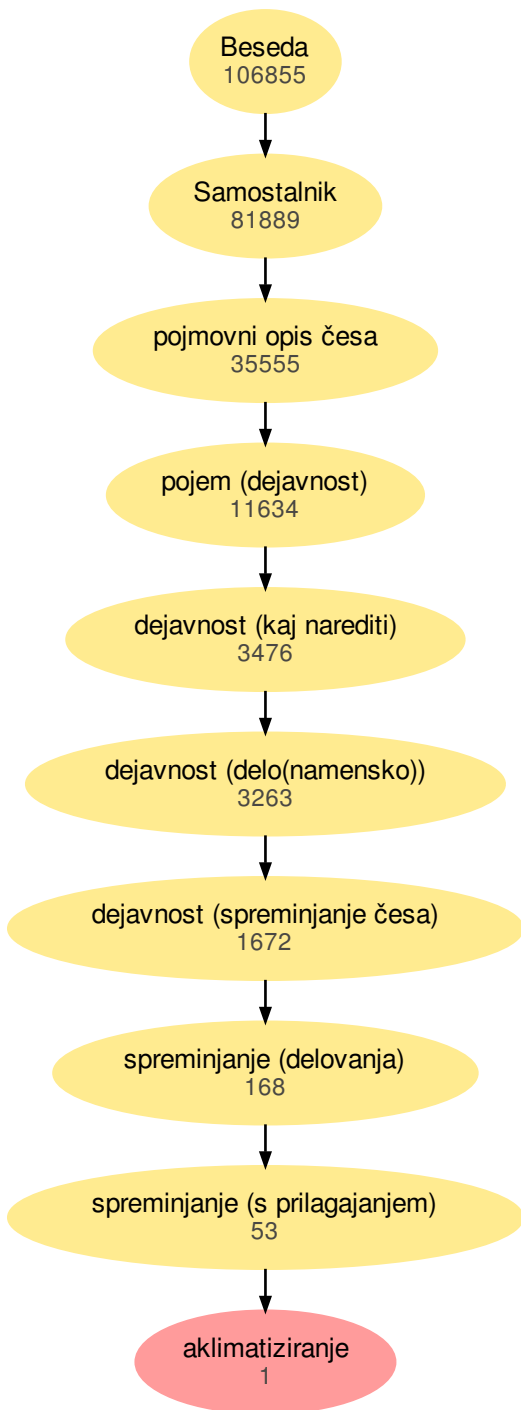 Beseda
106855
Samostalnik
81889
pojmovni opis česa
35555
pojem (dejavnost)
11634
dejavnost (kaj narediti)
3476
dejavnost (delo(namensko))
3263
dejavnost (spreminjanje česa)
1672
spreminjanje (delovanja)
168
spreminjanje (s prilagajanjem)
53
aklimatiziranje
1